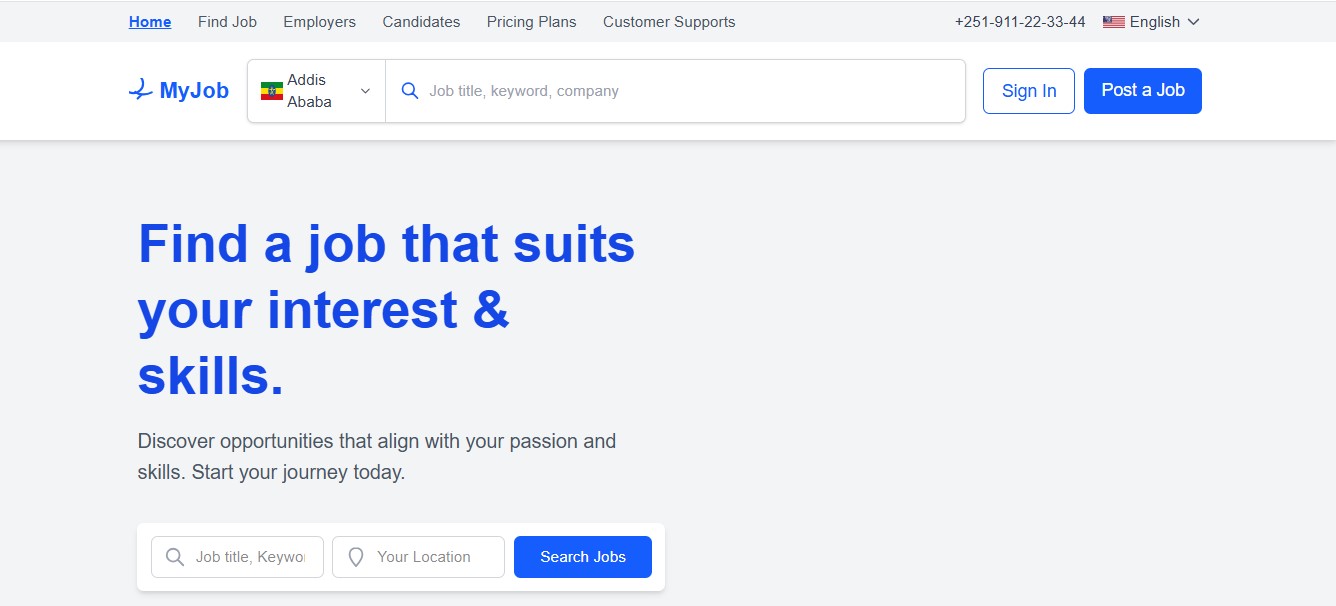 Home Find Job Employers Candidates Pricing Plans Customer Supports +251-911-22-33-44 English
MyJob Addis Ababa Job title, keyword, company Sign In Post a Job
Find a job that suits
your interest &
skills.
Discover opportunities that align with your passion and
skills. Start your journey today.
Job title, Keywor Your Location Search Jobs